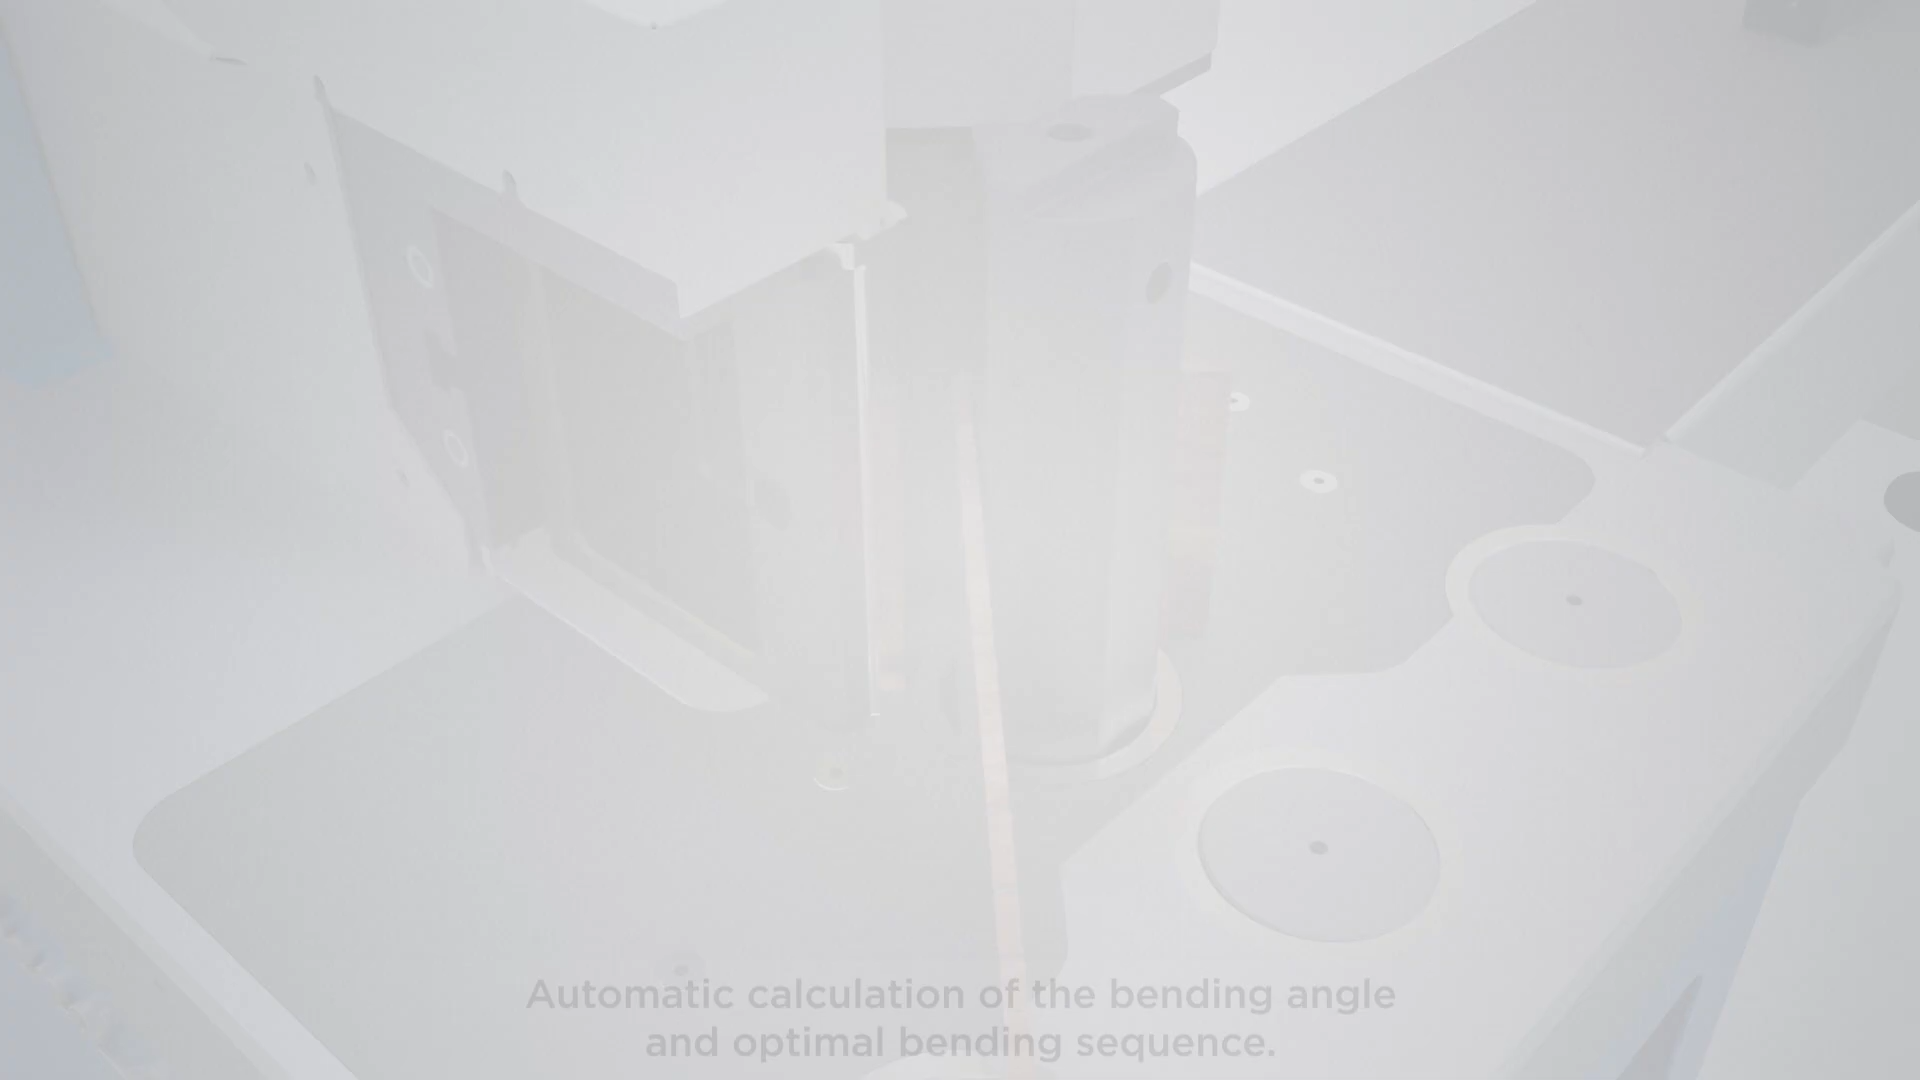 Automatic calculation of the bending angle
and optimal bending sequence.